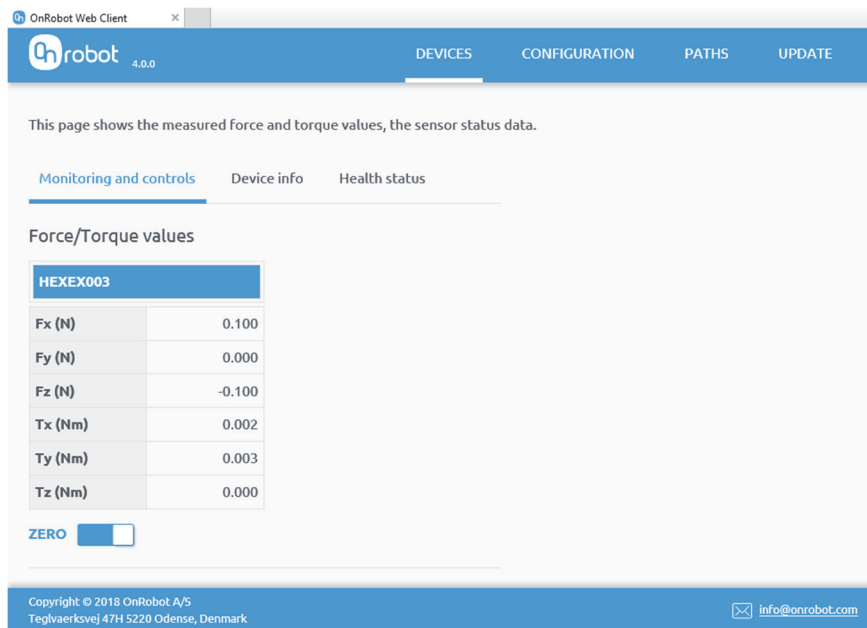 OnRobot Web Client
On robot 4.0.0 DEVICES CONFIGURATION PATHS UPDATE
This page shows the measured force and torque values, the sensor status data.
Monitoring and controls Device info Health status
Force/Torque values
HEXEX003
Fx (N) 0.100
Fy (N) 0.000
Fz (N) -0.100
Tx (Nm) 0.002
Ty (Nm) 0.003
Tz (Nm) 0.000
ZERO
Copyright © 2018 OnRobot A/S
Teglvaerksvej 47H 5220 Odense, Denmark
info@onrobot.com